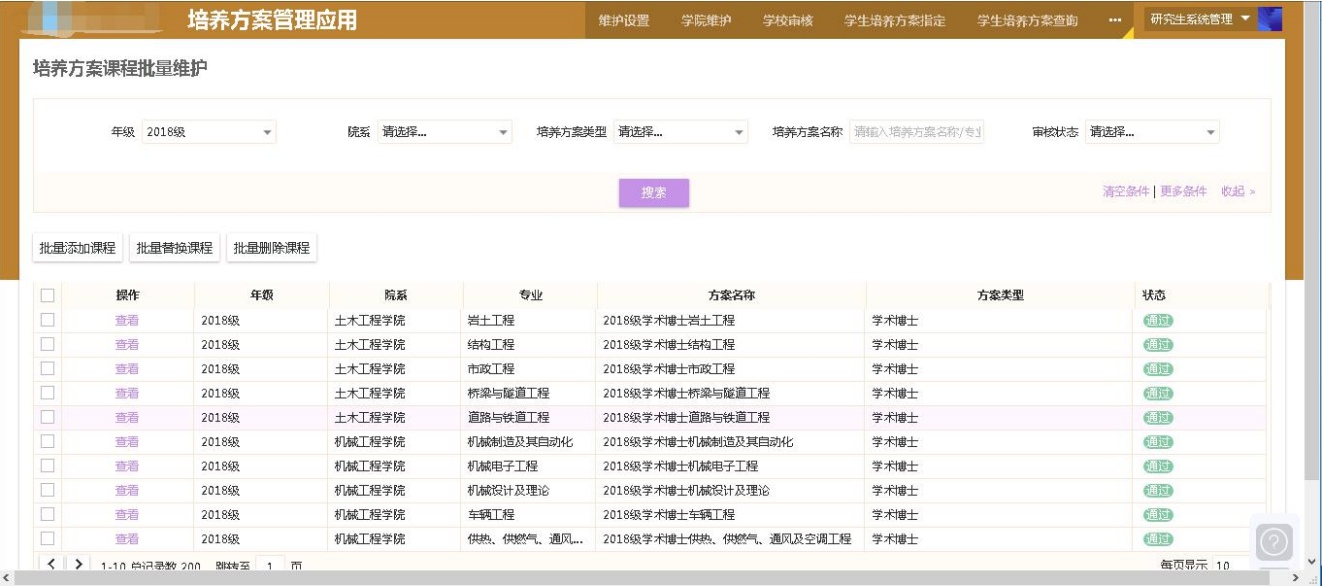 培养方案管理应用 维护设置 学院维护 学校审核 学生培养方案指定 学生培养方案查询 ... 研究生系统管理
培养方案课程批量维护
年级 2018级 院系 请选择... 培养方案类型 请选择... 培养方案名称 请输入培养方案名称/专业 审核状态 请选择...
搜索 清空条件 | 更多条件 收起
批量添加课程 批量替换课程 批量删除课程
操作 年级 院系 专业 方案名称 方案类型 状态
查看 2018级 土木工程学院 岩土工程 2018级学术博士岩土工程 学术博士 通过
查看 2018级 土木工程学院 结构工程 2018级学术博士结构工程 学术博士 通过
查看 2018级 土木工程学院 市政工程 2018级学术博士市政工程 学术博士 通过
查看 2018级 土木工程学院 桥梁与隧道工程 2018级学术博士桥梁与隧道工程 学术博士 通过
查看 2018级 土木工程学院 道路与铁道工程 2018级学术博士道路与铁道工程 学术博士 通过
查看 2018级 机械工程学院 机械制造及其自动化 2018级学术博士机械制造及其自动化 学术博士 通过
查看 2018级 机械工程学院 机械电子工程 2018级学术博士机械电子工程 学术博士 通过
查看 2018级 机械工程学院 机械设计及理论 2018级学术博士机械设计及理论 学术博士 通过
查看 2018级 机械工程学院 车辆工程 2018级学术博士车辆工程 学术博士 通过
查看 2018级 机械工程学院 供热、供燃气、通风... 2018级学术博士供热、供燃气、通风及空调工程 学术博士 通过
1-10 总记录数 200 跳转至 1 页 每页显示 10